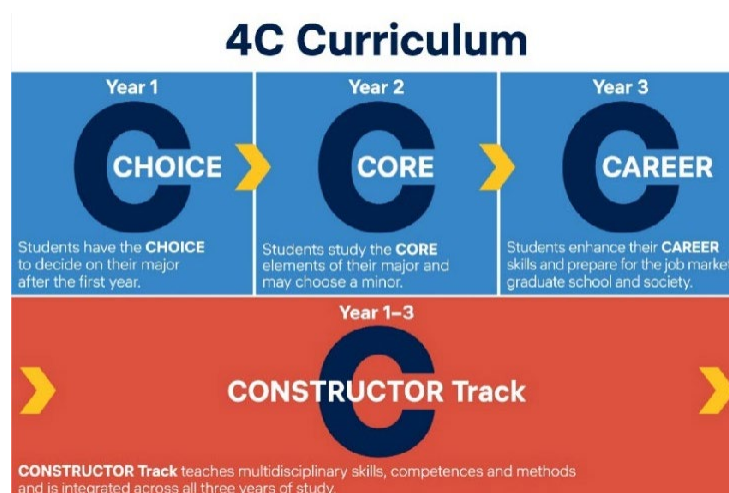 4C Curriculum
Year 1
CHOICE
Students have the CHOICE
to decide on their major
after the first year.
Year 2
CORE
Students study the CORE
elements of their major and
may choose a minor.
Year 3
CAREER
Students enhance their CAREER
skills and prepare for the job market,
graduate school and society.
Year 1–3
CONSTRUCTOR Track
CONSTRUCTOR Track teaches multidisciplinary skills, competences and methods
and is integrated across all three years of study.